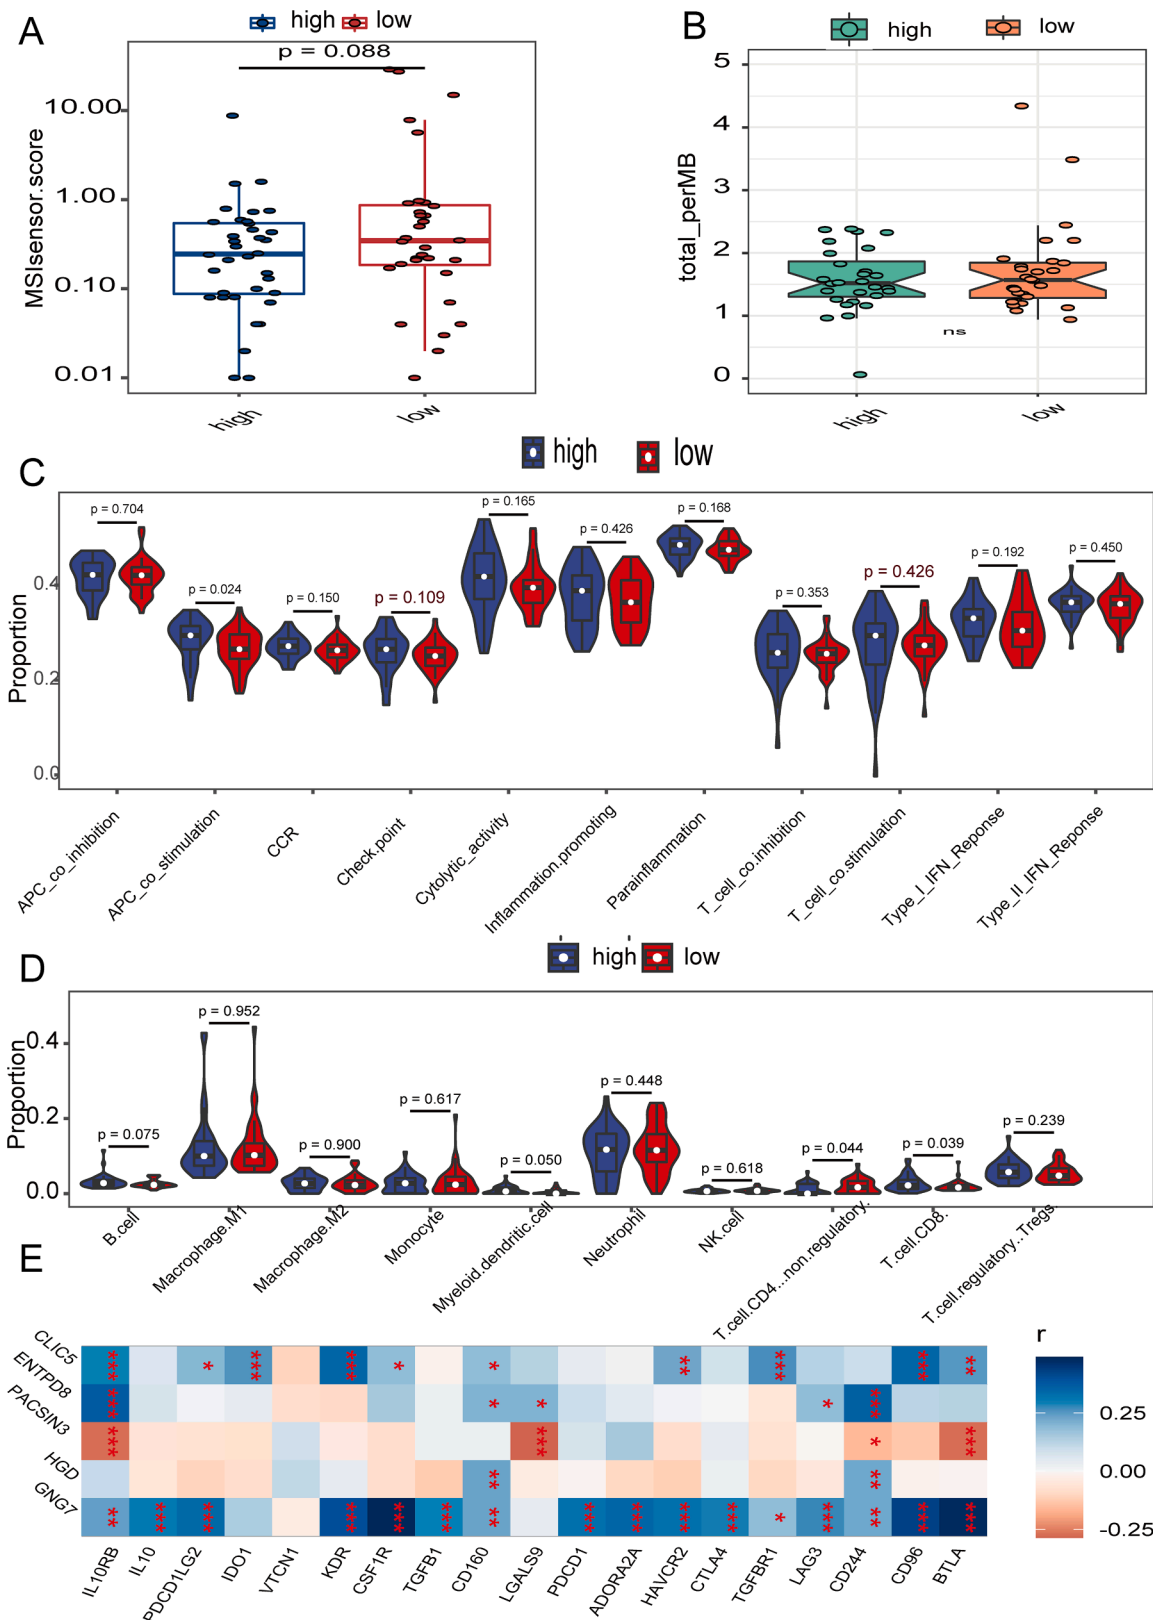 A
high low
p = 0.088
MSIsensor.score
10.00
1.00
0.10
0.01
high low
B
high low
total_perMB
5
4
3
2
1
0
ns
high low
C
high low
Proportion
0.4
0.2
0.0
p = 0.704
p = 0.024
p = 0.150
p = 0.109
p = 0.165
p = 0.426
p = 0.168
p = 0.353
p = 0.426
p = 0.192
p = 0.450
APC_co_inhibition
APC_co_stimulation
CCR
Check.point
Cytolytic_activity
Inflammation.promoting
Parainflammation
T_cell_co.inhibition
T_cell_co.stimulation
Type_I_IFN_Reponse
Type_II_IFN_Reponse
D
high low
Proportion
0.4
0.2
0.0
p = 0.075
p = 0.952
p = 0.900
p = 0.617
p = 0.050
p = 0.448
p = 0.618
p = 0.044
p = 0.039
p = 0.239
B.cell
Macrophage.M1
Macrophage.M2
Monocyte
Myeloid.dendritic.cell
Neutrophil
NK.cell
T.cell.CD4...non.regulatory.
T.cell.CD8.
T.cell.regulatory..Tregs.
E
CLIC5
ENTPD8
PACSIN3
HGD
GNG7
*** * *** *** * * ** *** *** **
*** * * * ***
*** *** * ***
** **
** *** *** *** *** *** ** *** *** *** *** * *** ** *** ***
IL10RB
IL10
PDCD1LG2
IDO1
VTCN1
KDR
CSF1R
TGFB1
CD160
LGALS9
PDCD1
ADORA2A
HAVCR2
CTLA4
TGFBR1
LAG3
CD244
CD96
BTLA
r
0.25
0.00
-0.25